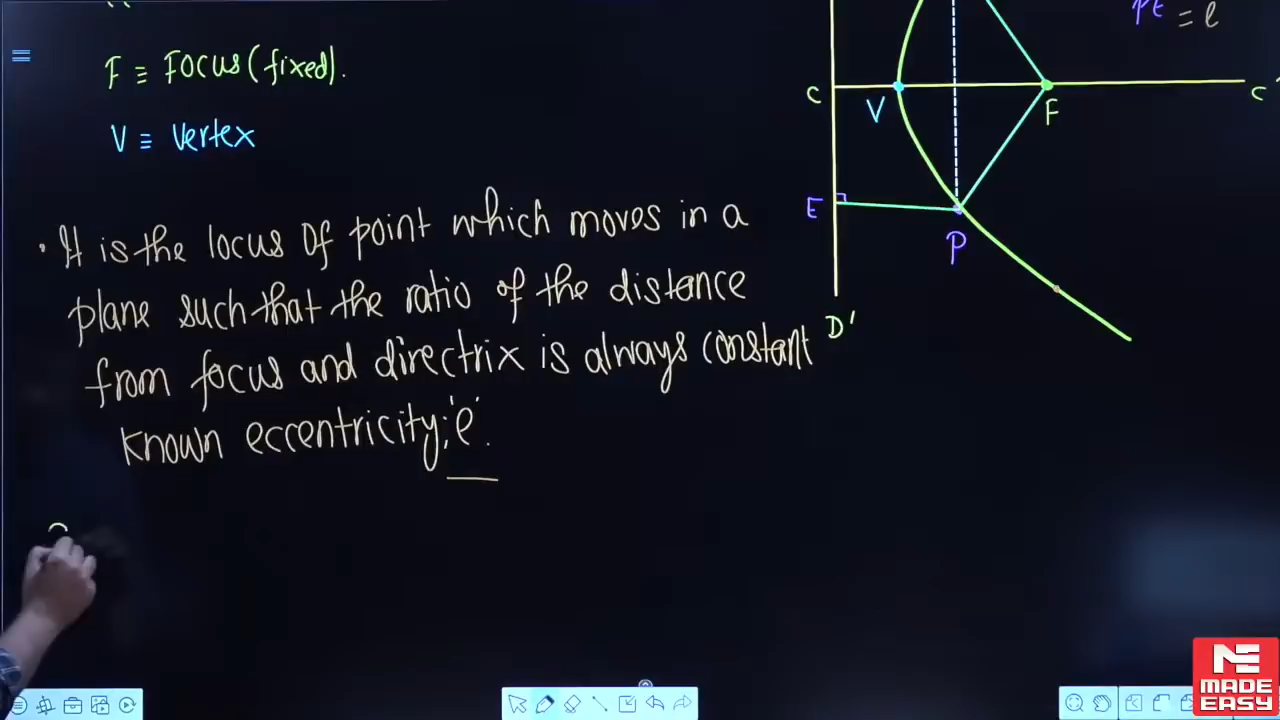 PE = e
F ≡ Focus (fixed).
C V F C'
V ≡ Vertex
E
P
D'
• It is the locus of point which moves in a
plane such that the ratio of the distance
from focus and directrix is always constant
known eccentricity; 'e'.
MADE
EASY